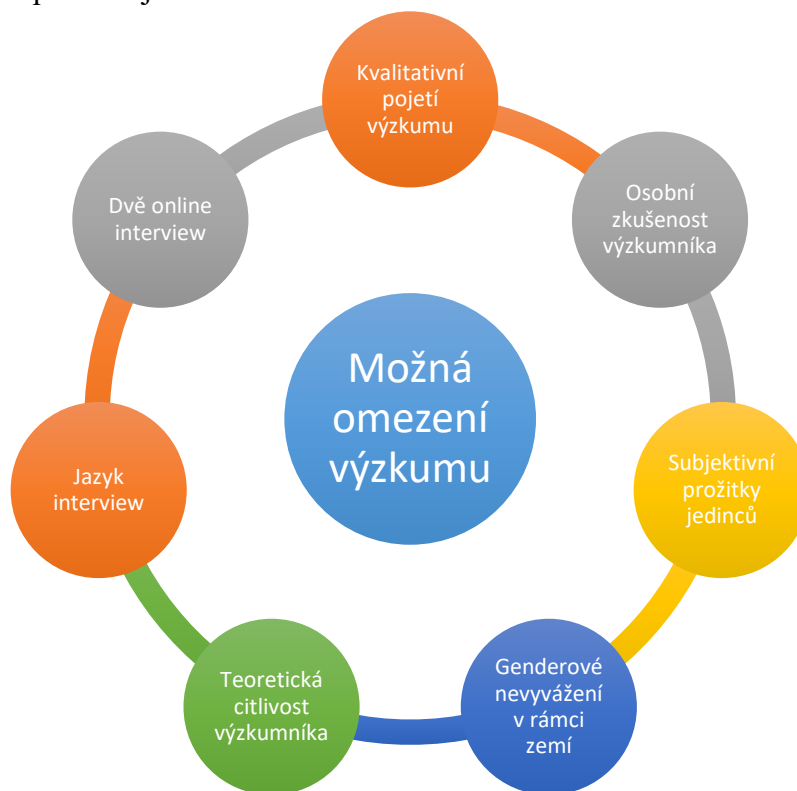 Kvalitativní
pojetí
výzkumu
Osobní
zkušenost
výzkumníka
Subjektivní
prožitky
jedinců
Genderové
nevyvážení
v rámci
zemí
Teoretická
citlivost
výzkumníka
Jazyk
interview
Dvě online
interview
Možná
omezení
výzkumu